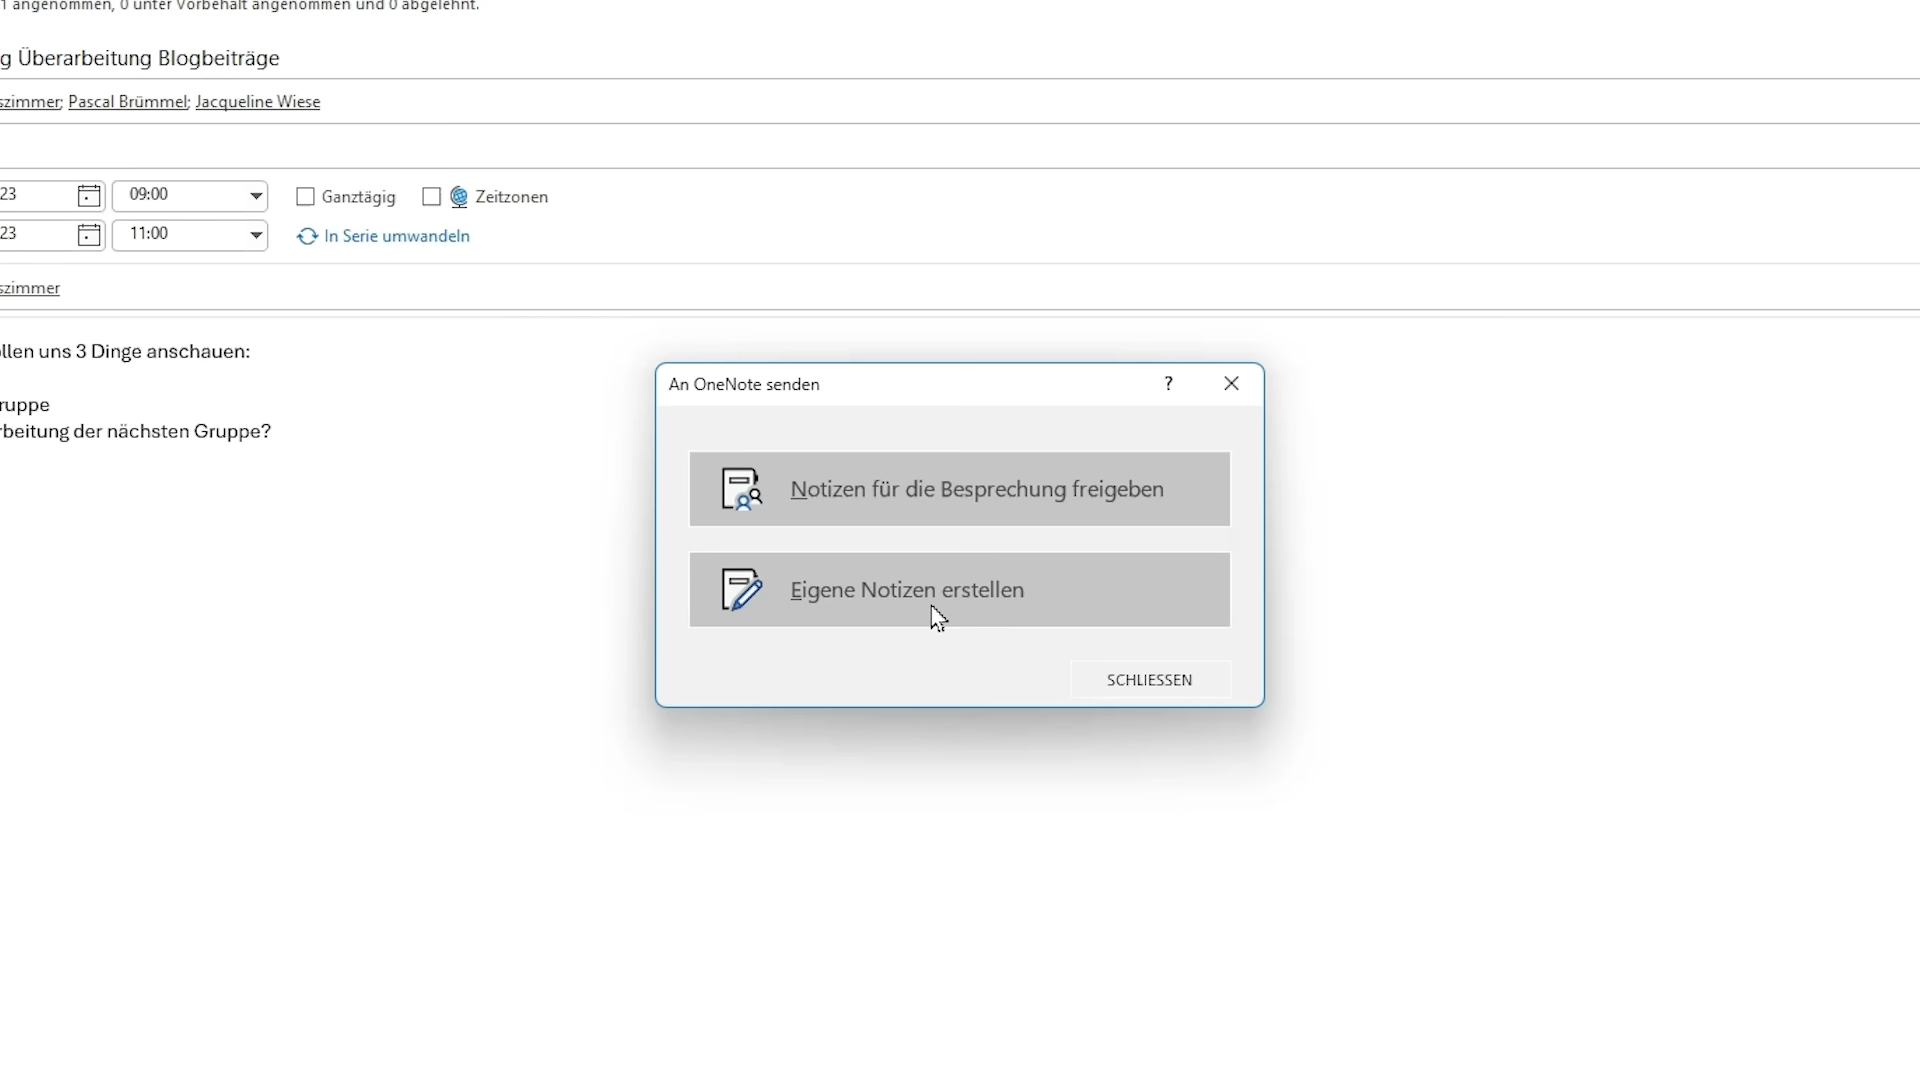 1 angenommen, 0 unter Vorbehalt angenommen und 0 abgelehnt.
g Überarbeitung Blogbeiträge
szimmer; Pascal Brümmel; Jacqueline Wiese
23 09:00 Ganztägig Zeitzonen
23 11:00 In Serie umwandeln
szimmer
llen uns 3 Dinge anschauen:
ruppe
rbeitung der nächsten Gruppe?
An OneNote senden ?
Notizen für die Besprechung freigeben
Eigene Notizen erstellen
SCHLIESSEN